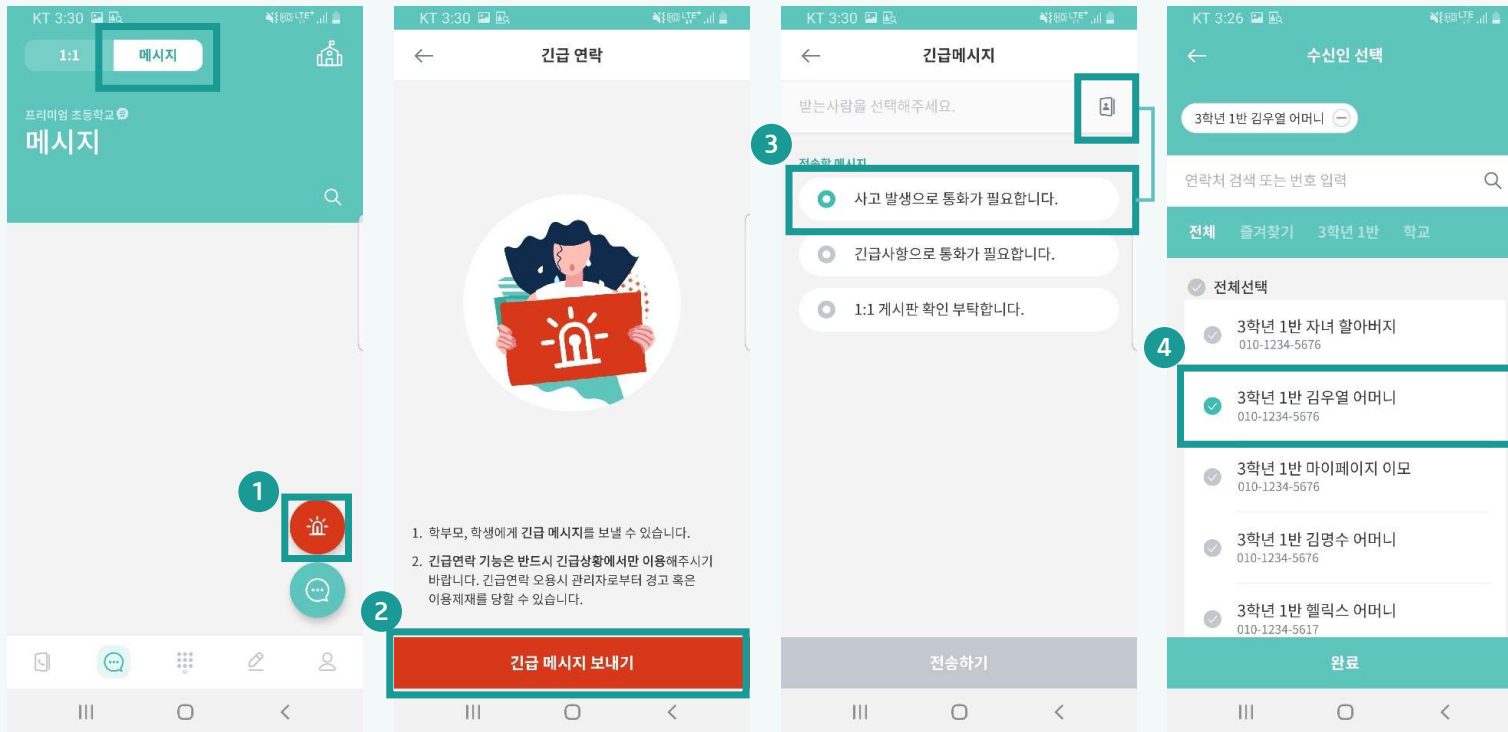 KT 3:30
1:1
메시지
프리미엄 초등학교
메시지
1
KT 3:30
긴급 연락
1. 학부모, 학생에게 긴급 메시지를 보낼 수 있습니다.
2. 긴급연락 기능은 반드시 긴급상황에서만 이용해주시기
바랍니다. 긴급연락 오용시 관리자로부터 경고 혹은
이용제재를 당할 수 있습니다.
2
긴급 메시지 보내기
KT 3:30
긴급메시지
받는사람을 선택해주세요.
3
전송할 메시지
사고 발생으로 통화가 필요합니다.
긴급사항으로 통화가 필요합니다.
1:1 게시판 확인 부탁합니다.
전송하기
KT 3:26
수신인 선택
3학년 1반 김우열 어머니
연락처 검색 또는 번호 입력
전체 즐겨찾기 3학년 1반 학교
전체선택
3학년 1반 자녀 할아버지
010-1234-5676
4
3학년 1반 김우열 어머니
010-1234-5676
3학년 1반 마이페이지 이모
010-1234-5676
3학년 1반 김명수 어머니
010-1234-5676
3학년 1반 헬릭스 어머니
010-1234-5617
완료